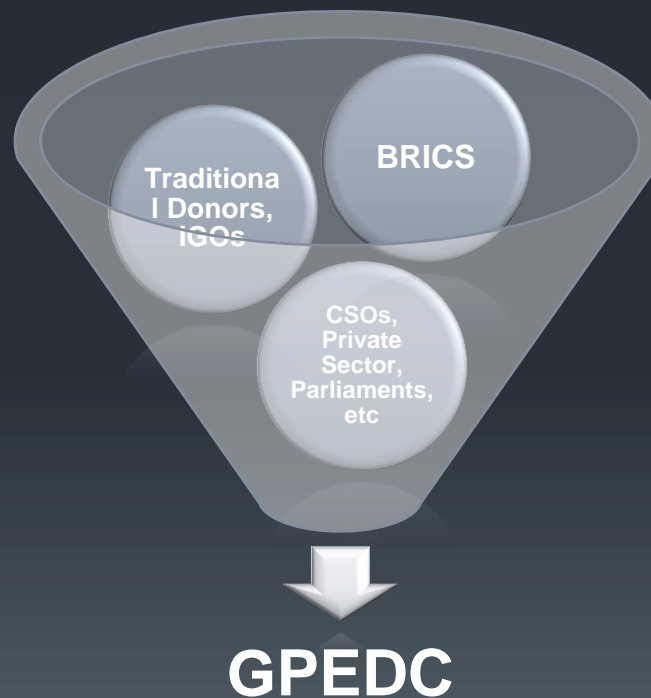 Traditiona
l Donors,
IGOs
BRICS
CSOs,
Private
Sector,
Parliaments,
etc
GPEDC